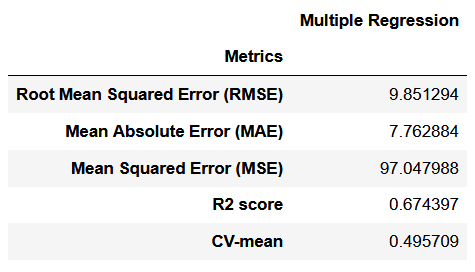 Multiple Regression
Metrics
Root Mean Squared Error (RMSE) 9.851294
Mean Absolute Error (MAE) 7.762884
Mean Squared Error (MSE) 97.047988
R2 score 0.674397
CV-mean 0.495709